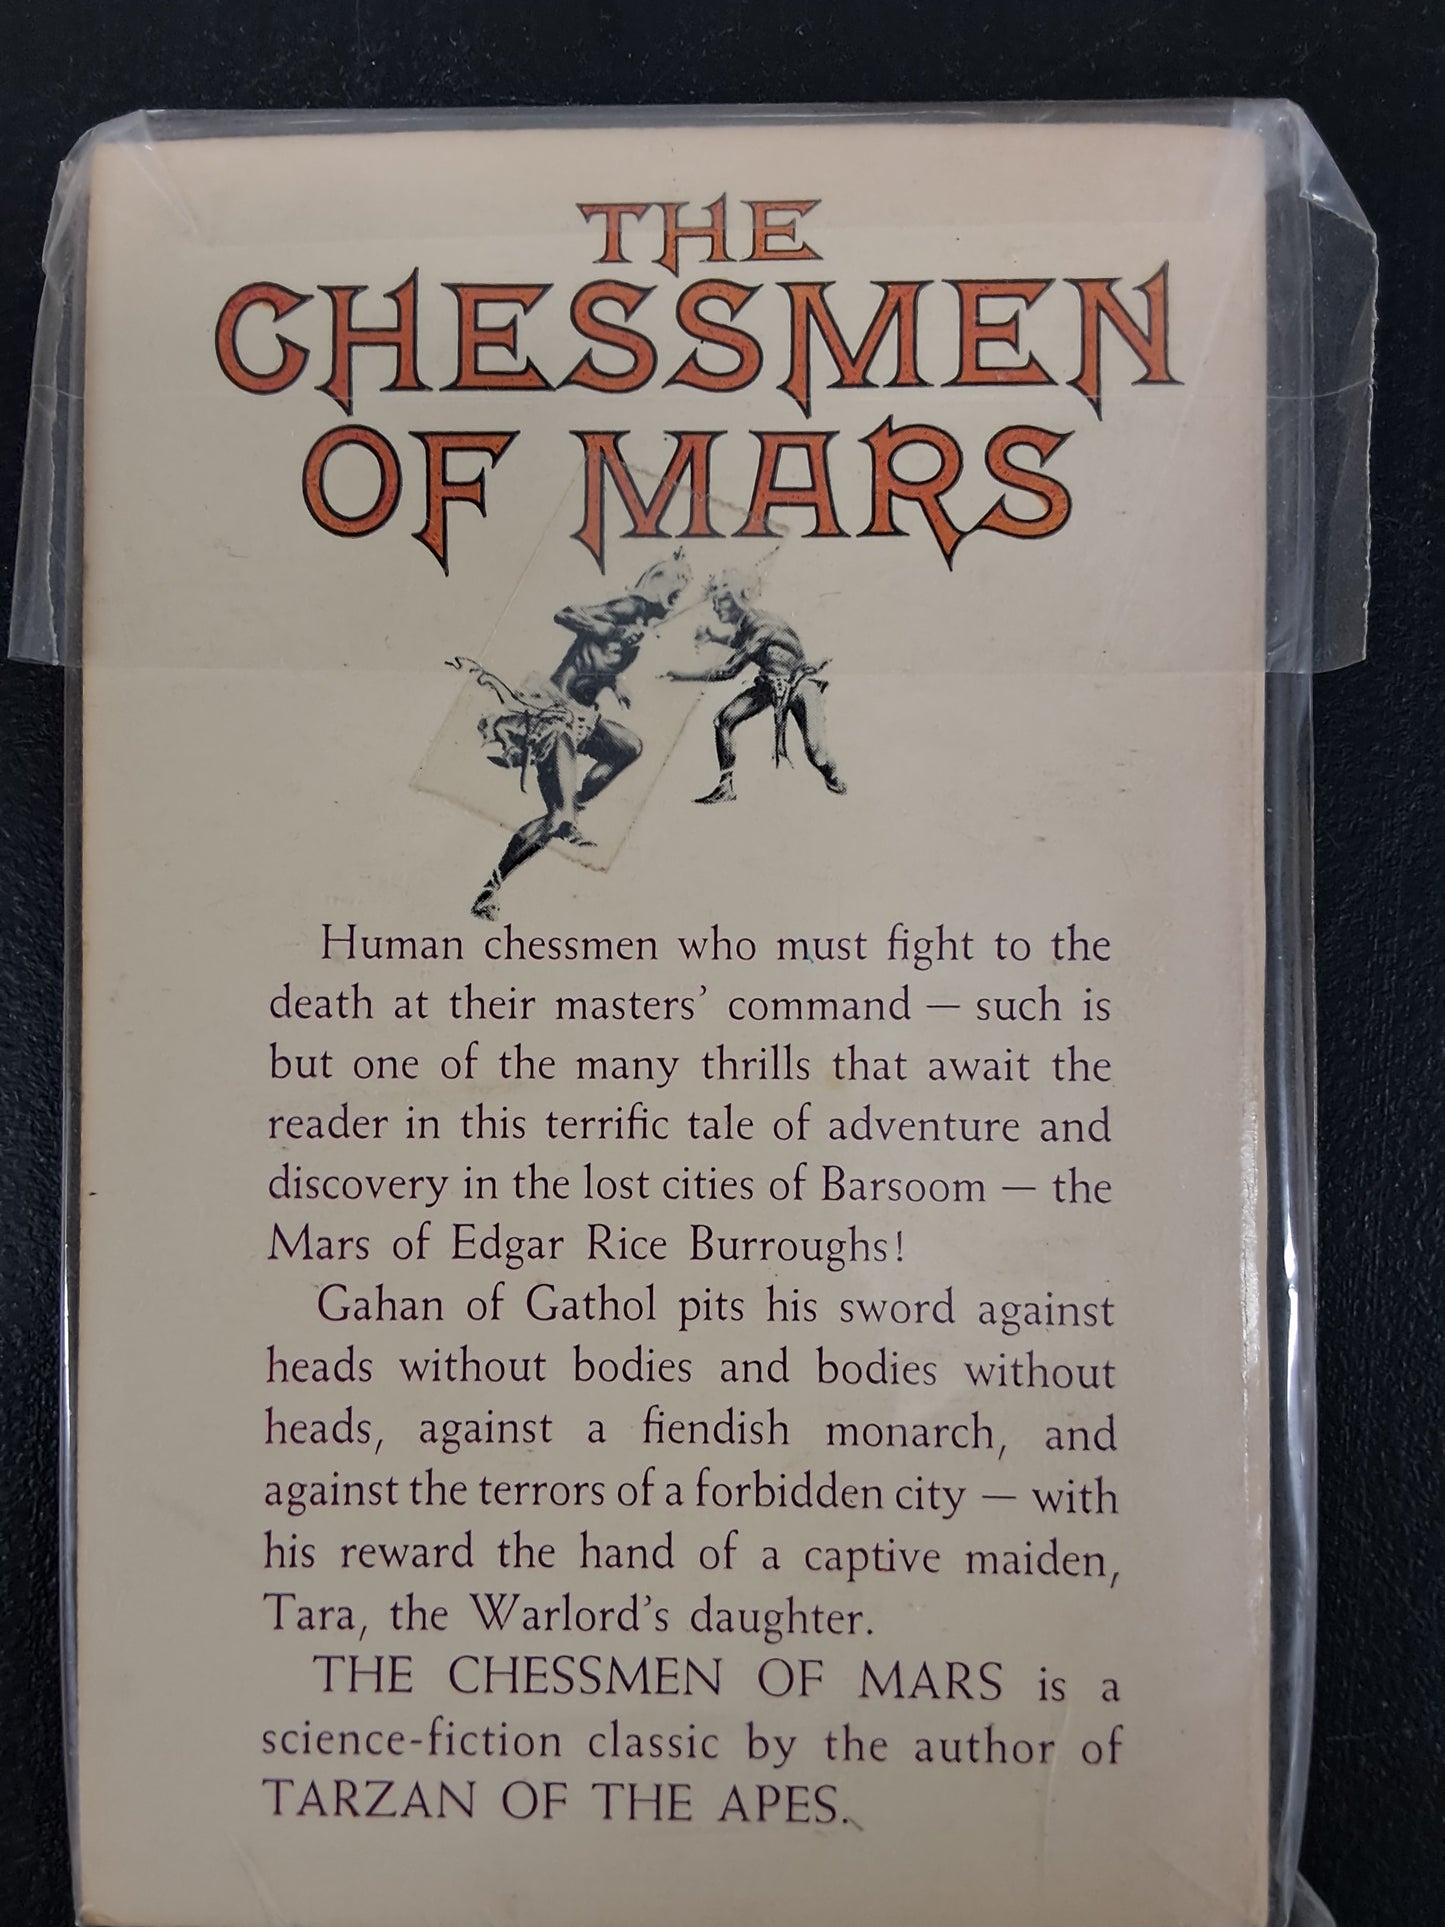 THE
CHESSMEN
OF MARS
Human chessmen who must fight to the
death at their masters' command — such is
but one of the many thrills that await the
reader in this terrific tale of adventure and
discovery in the lost cities of Barsoom — the
Mars of Edgar Rice Burroughs!
Gahan of Gathol pits his sword against
heads without bodies and bodies without
heads, against a fiendish monarch, and
against the terrors of a forbidden city — with
his reward the hand of a captive maiden,
Tara, the Warlord's daughter.
THE CHESSMEN OF MARS is a
science-fiction classic by the author of
TARZAN OF THE APES.